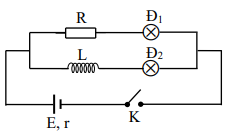 R Đ₁
L Đ₂
E, r K